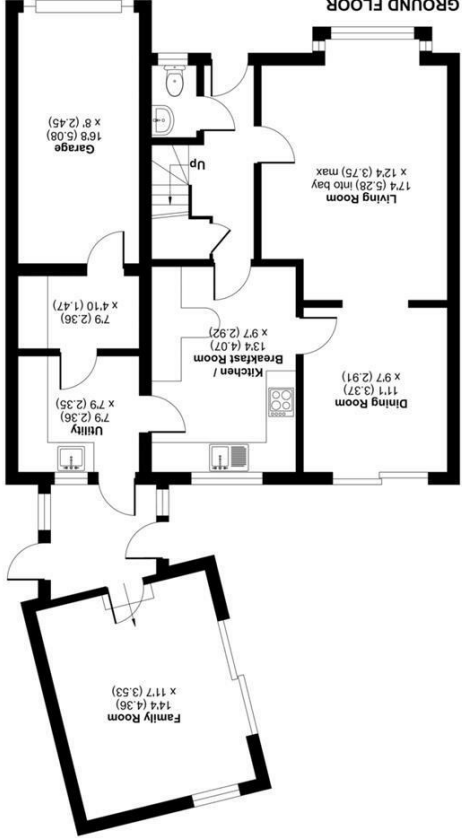 Family Room
14'4 (4.36)
x 11'7 (3.53)
Dining Room
11'1 (3.37)
x 9'7 (2.91)
Kitchen /
Breakfast Room
13'4 (4.07)
x 9'7 (2.92)
Utility
7'9 (2.36)
x 7'9 (2.35)
7'9 (2.36)
x 4'10 (1.47)
Living Room
17'4 (5.28) into bay
x 12'4 (3.75) max
Up
Garage
16'8 (5.08)
x 8' (2.45)
GROUND FLOOR